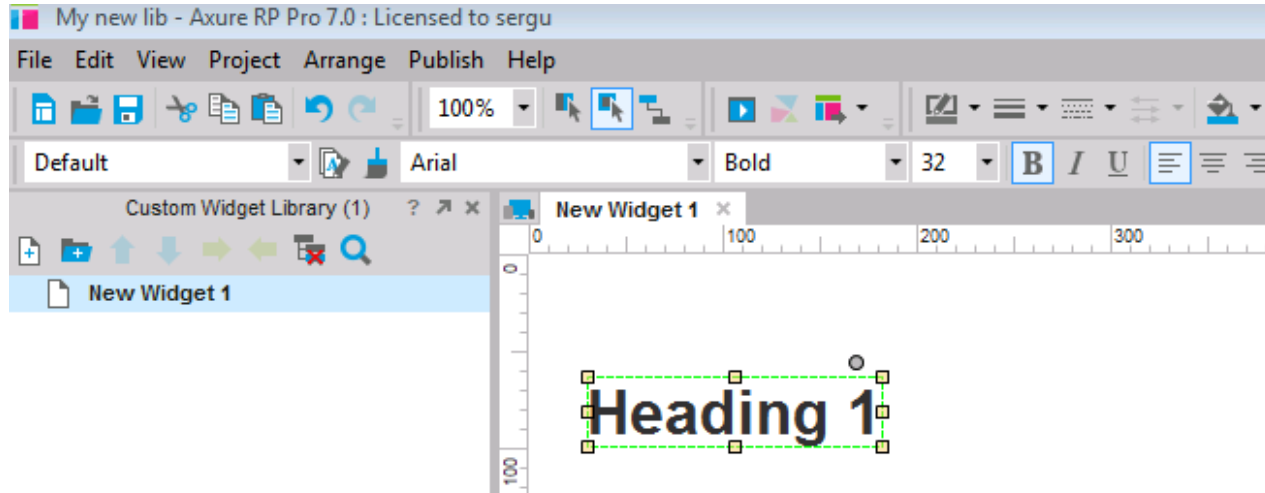 My new lib - Axure RP Pro 7.0 : Licensed to sergu
File Edit View Project Arrange Publish Help
100%
Default Arial Bold 32 B I U
Custom Widget Library (1) ?
New Widget 1
0 100 200 300
New Widget 1
0
Heading 1
100